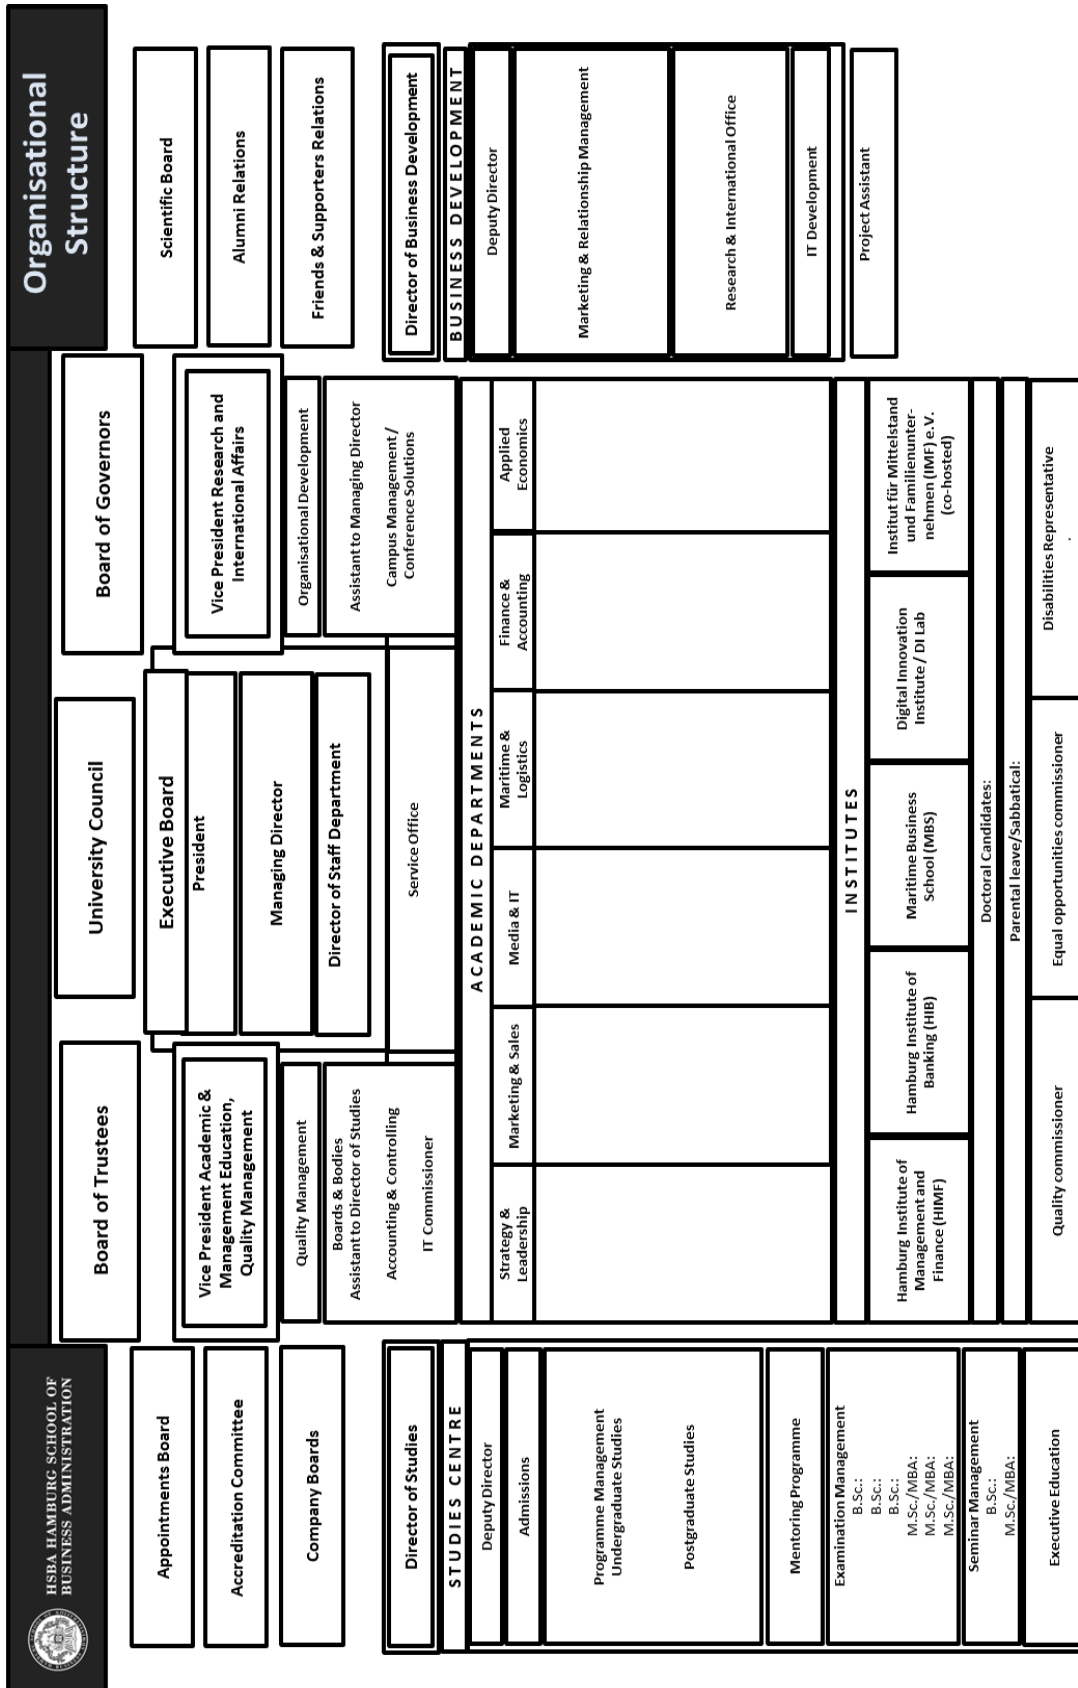 HSBA HAMBURG SCHOOL OF
BUSINESS ADMINISTRATION
Organisational
Structure
Board of Trustees
University Council
Board of Governors
Appointments Board
Accreditation Committee
Company Boards
Scientific Board
Alumni Relations
Friends & Supporters Relations
Executive Board
President
Managing Director
Director of Staff Department
Vice President Academic &
Management Education,
Quality Management
Vice President Research and
International Affairs
Quality Management
Boards & Bodies
Assistant to Director of Studies
Accounting & Controlling
IT Commissioner
Service Office
Organisational Development
Assistant to Managing Director
Campus Management /
Conference Solutions
Director of Studies
STUDIES CENTRE
Deputy Director
Admissions
Programme Management
Undergraduate Studies
Postgraduate Studies
Mentoring Programme
Examination Management
B.Sc.:
B.Sc.:
B.Sc.:
M.Sc./MBA:
M.Sc./MBA:
M.Sc./MBA:
Seminar Management
B.Sc.:
M.Sc./MBA:
Executive Education
ACADEMIC DEPARTMENTS
Strategy &
Leadership
Marketing & Sales
Media & IT
Maritime &
Logistics
Finance &
Accounting
Applied
Economics
INSTITUTES
Hamburg Institute of
Management and
Finance (HIMF)
Hamburg Institute of
Banking (HIB)
Maritime Business
School (MBS)
Digital Innovation
Institute / DI Lab
Institut für Mittelstand
und Familienunter-
nehmen (IMF) e.V.
(co-hosted)
Doctoral Candidates:
Parental leave/Sabbatical:
Quality commissioner
Equal opportunities commissioner
Disabilities Representative
.
Director of Business Development
BUSINESS DEVELOPMENT
Deputy Director
Marketing & Relationship Management
Research & International Office
IT Development
Project Assistant